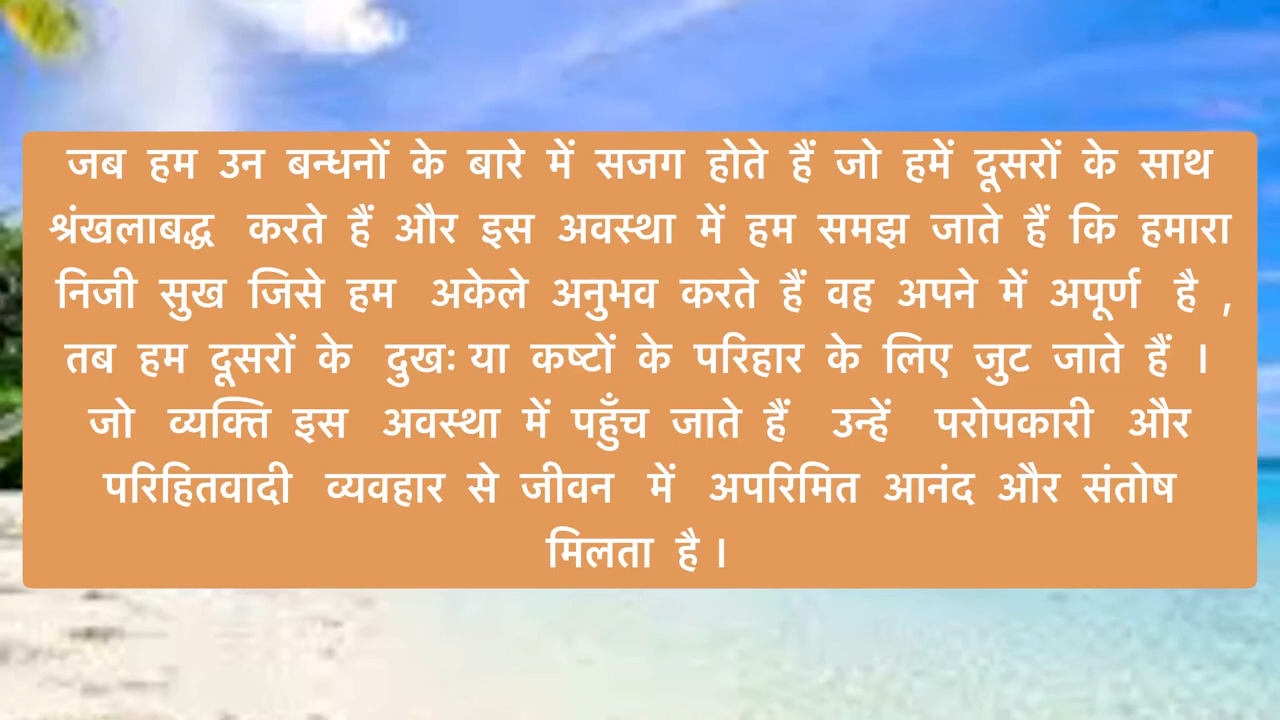 जब हम उन बन्धनों के बारे में सजग होते हैं जो हमें दूसरों के साथ
श्रंखलाबद्ध करते हैं और इस अवस्था में हम समझ जाते हैं कि हमारा
निजी सुख जिसे हम अकेले अनुभव करते हैं वह अपने में अपूर्ण है ,
तब हम दूसरों के दुखः या कष्टों के परिहार के लिए जुट जाते हैं ।
जो व्यक्ति इस अवस्था में पहुँच जाते हैं उन्हें परोपकारी और
परिहितवादी व्यवहार से जीवन में अपरिमित आनंद और संतोष
मिलता है ।